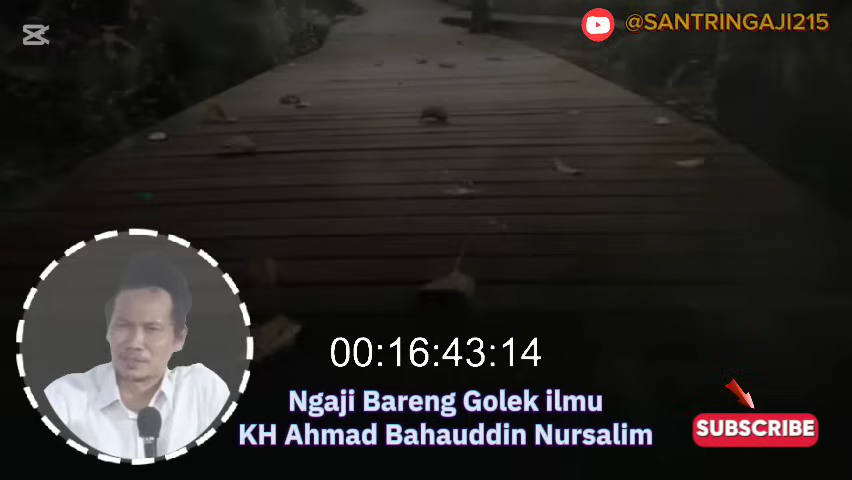 @SANTRINGAJI215
00:16:43:14
Ngaji Bareng Golek ilmu
KH Ahmad Bahauddin Nursalim
SUBSCRIBE